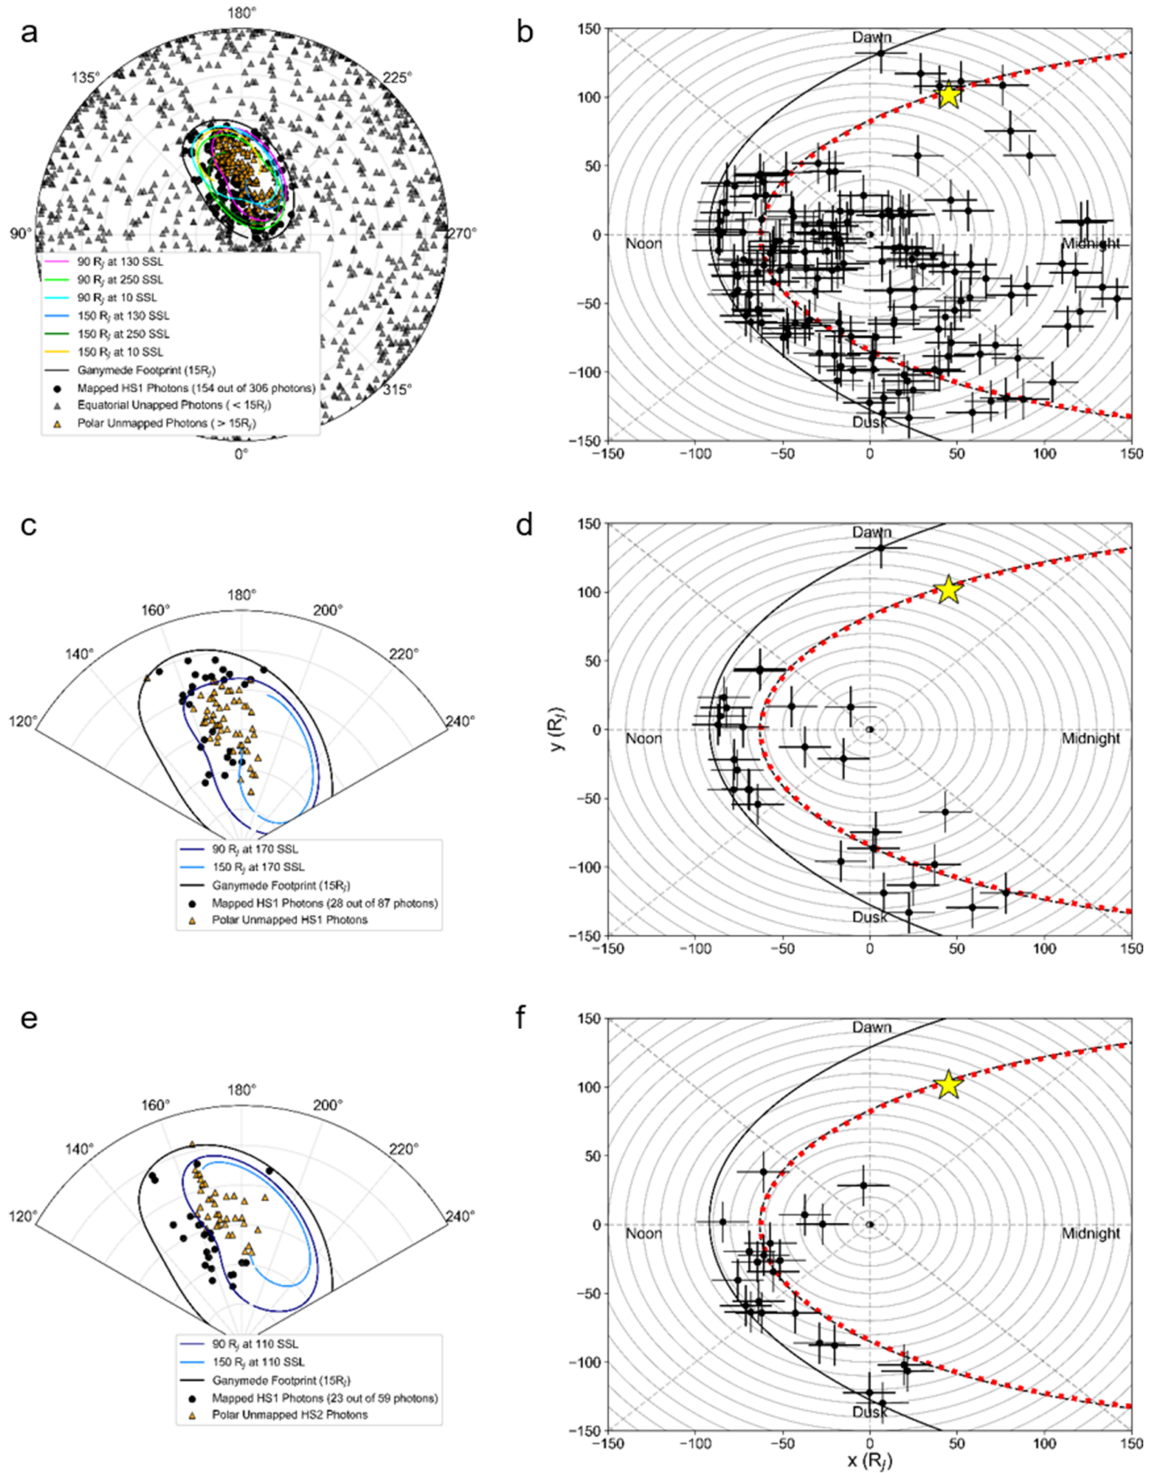 a
180°
135°
225°
90°
270°
315°
0°
90 RJ at 130 SSL
90 RJ at 250 SSL
90 RJ at 10 SSL
150 RJ at 130 SSL
150 RJ at 250 SSL
150 RJ at 10 SSL
Ganymede Footprint (15RJ)
Mapped HS1 Photons (154 out of 306 photons)
Equatorial Unapped Photons ( < 15RJ)
Polar Unmapped Photons ( > 15RJ)
b
150
100
50
0
−50
−100
−150
−150
−100
−50
0
50
100
150
Dawn
Noon
Midnight
Dusk
c
120°
140°
160°
180°
200°
220°
240°
90 RJ at 170 SSL
150 RJ at 170 SSL
Ganymede Footprint (15RJ)
Mapped HS1 Photons (28 out of 87 photons)
Polar Unmapped HS1 Photons
d
y (RJ)
150
100
50
0
−50
−100
−150
−150
−100
−50
0
50
100
150
Dawn
Noon
Midnight
Dusk
e
120°
140°
160°
180°
200°
220°
240°
90 RJ at 110 SSL
150 RJ at 110 SSL
Ganymede Footprint (15RJ)
Mapped HS1 Photons (23 out of 59 photons)
Polar Unmapped HS2 Photons
f
150
100
50
0
−50
−100
−150
−150
−100
−50
0
50
100
150
Dawn
Noon
Midnight
Dusk
x (RJ)